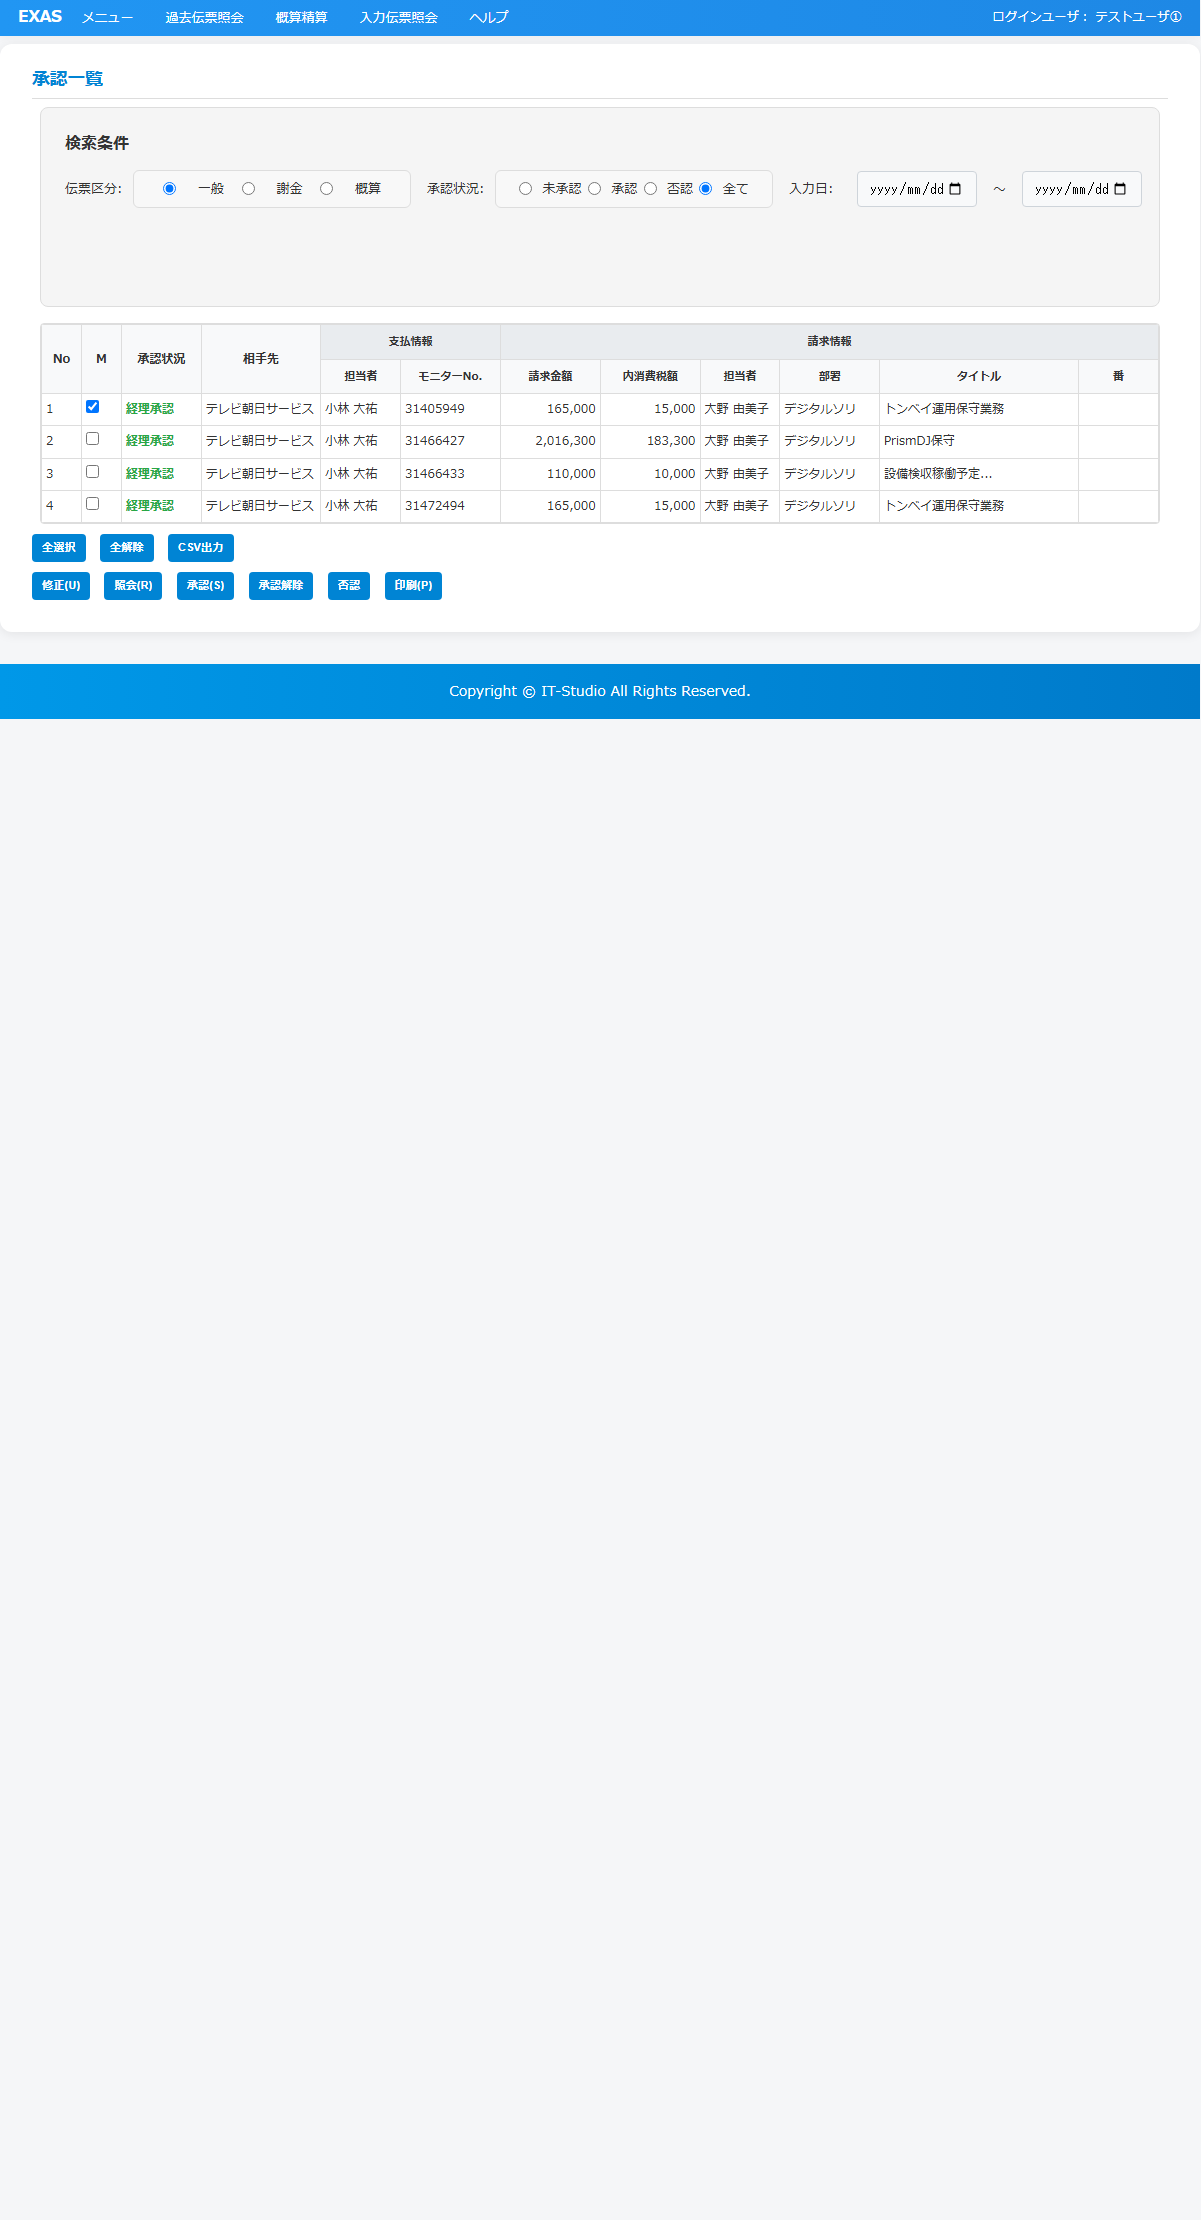 EXAS メニュー 過去伝票照会 概算精算 入力伝票照会 ヘルプ ログインユーザ： テストユーザ①
承認一覧
検索条件
伝票区分: 一般 謝金 概算 承認状況: 未承認 承認 否認 全て 入力日: yyyy/mm/dd ～ yyyy/mm/dd
No M 承認状況 相手先 支払情報 請求情報
担当者 モニターNo. 請求金額 内消費税額 担当者 部署 タイトル 番
1 経理承認 テレビ朝日サービス 小林 大祐 31405949 165,000 15,000 大野 由美子 デジタルソリ トンベイ運用保守業務
2 経理承認 テレビ朝日サービス 小林 大祐 31466427 2,016,300 183,300 大野 由美子 デジタルソリ PrismDJ保守
3 経理承認 テレビ朝日サービス 小林 大祐 31466433 110,000 10,000 大野 由美子 デジタルソリ 設備検収稼働予定...
4 経理承認 テレビ朝日サービス 小林 大祐 31472494 165,000 15,000 大野 由美子 デジタルソリ トンベイ運用保守業務
全選択 全解除 CSV出力
修正(U)照会(R) 承認(S) 承認解除 否認 印刷(P)
Copyright © IT-Studio All Rights Reserved.